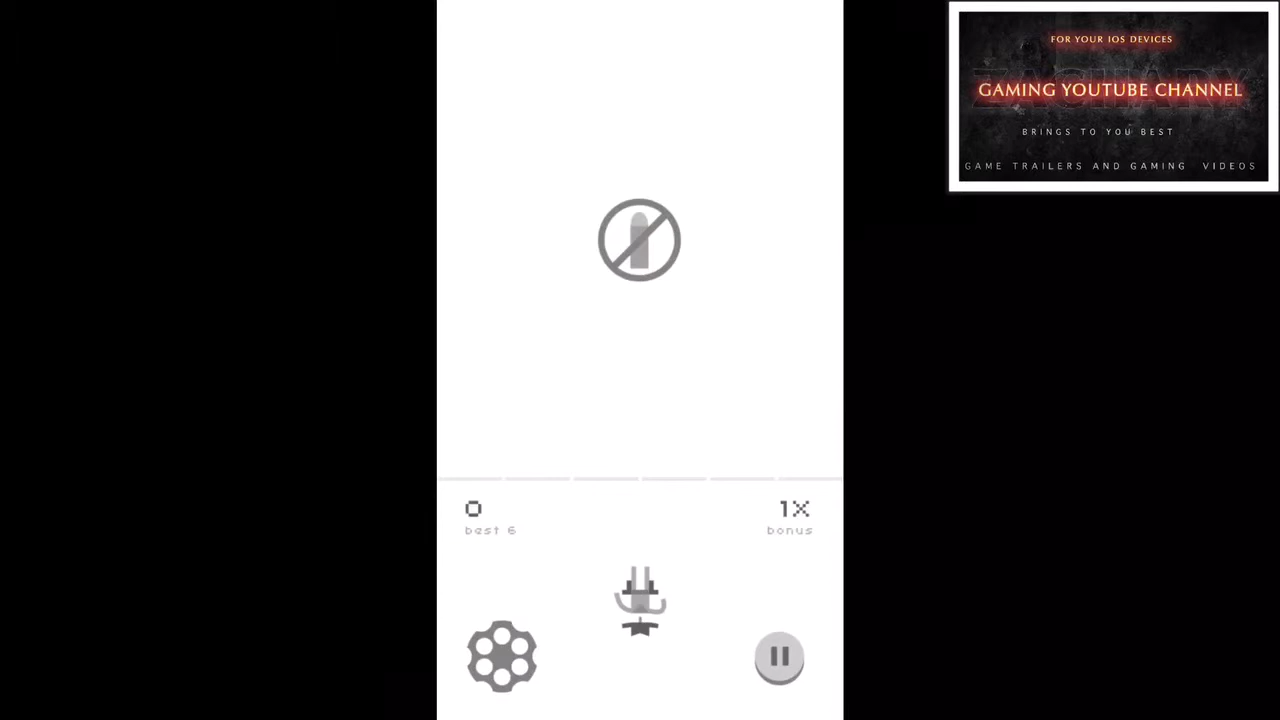 FOR YOUR IOS DEVICES
GAMING YOUTUBE CHANNEL
BRINGS TO YOU BEST
GAME TRAILERS AND GAMING VIDEOS
0
best 6
1X
bonus